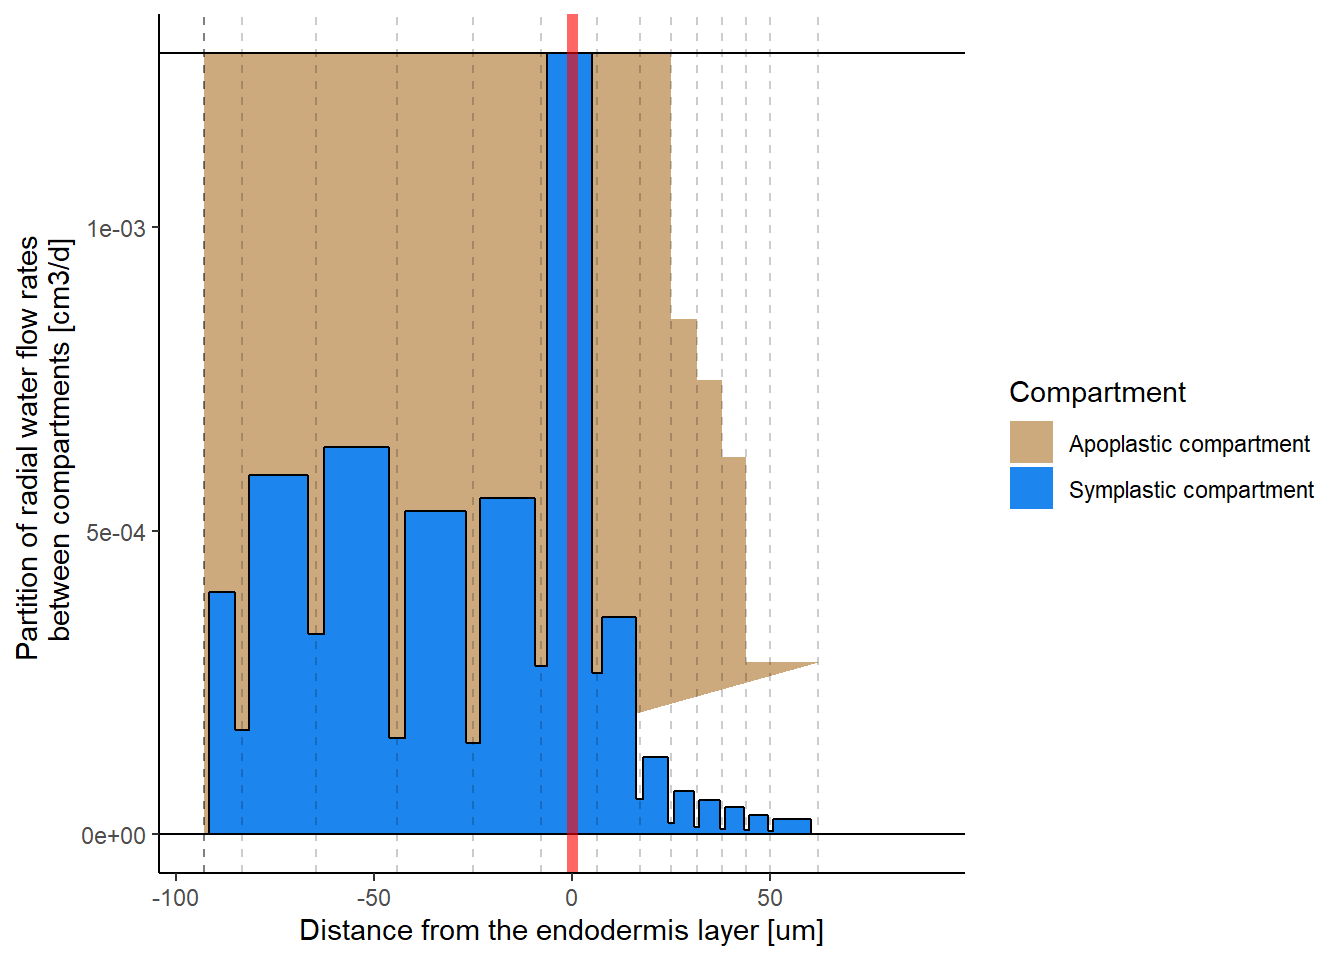 Partition of radial water flow rates
between compartments [cm3/d]
1e-03
5e-04
0e+00
-100
-50
0
50
Distance from the endodermis layer [um]
Compartment
Apoplastic compartment
Symplastic compartment